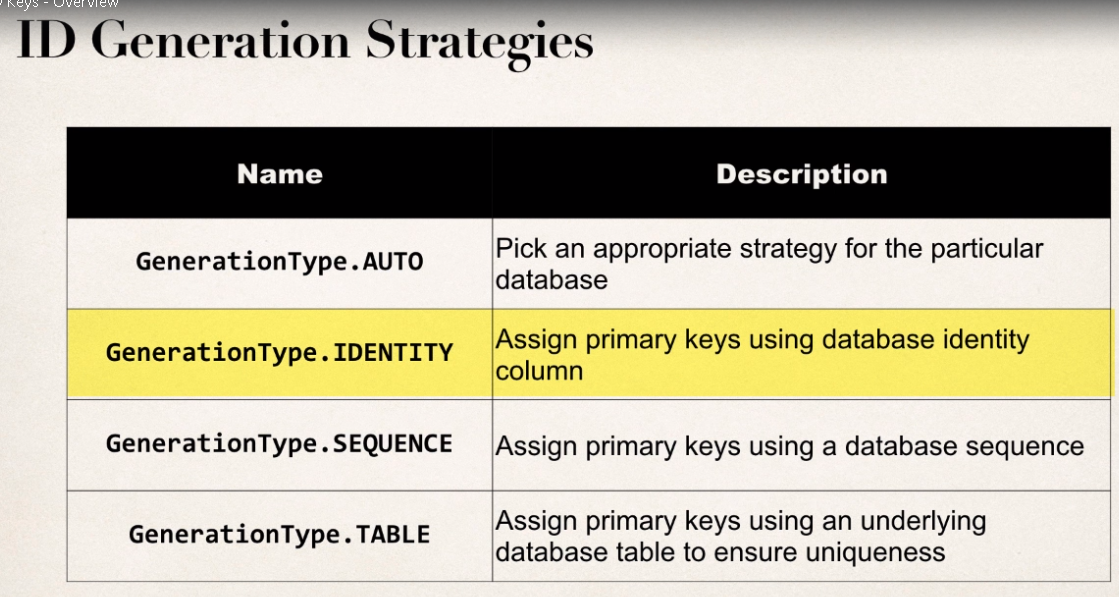 Keys - Overview
ID Generation Strategies
Name Description
GenerationType.AUTO Pick an appropriate strategy for the particular
database
GenerationType.IDENTITY Assign primary keys using database identity
column
GenerationType.SEQUENCE Assign primary keys using a database sequence
GenerationType.TABLE Assign primary keys using an underlying
database table to ensure uniqueness